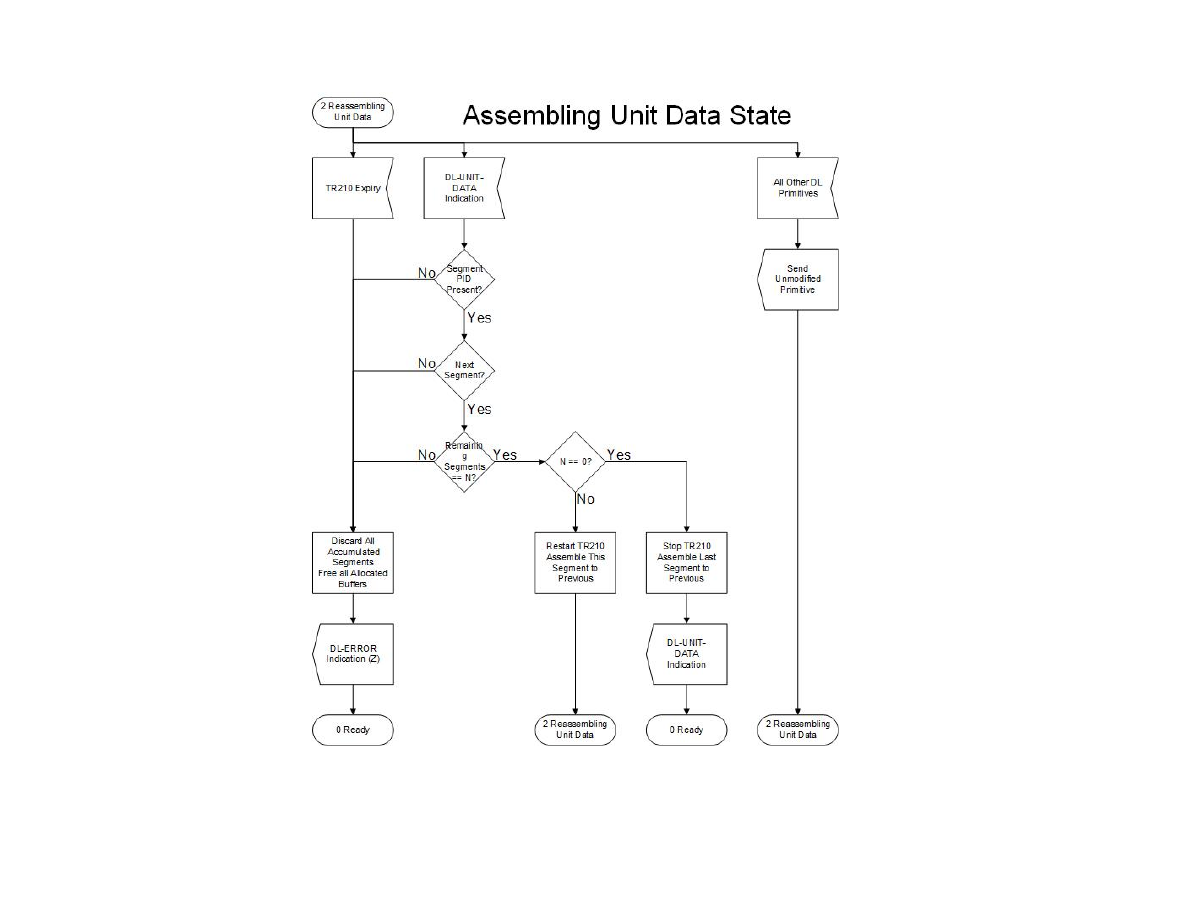 2 Reassembling
Unit Data
Assembling Unit Data State
TR210 Expiry
DL-UNIT-
DATA
Indication
All Other DL
Primitives
No
Segment
PID
Present?
Send
Unmodified
Primitive
Yes
No
Next
Segment?
Yes
No
Remainin
g
Segments
== N?
Yes
N == 0?
Yes
No
Discard All
Accumulated
Segments
Free all Allocated
Buffers
Restart TR210
Assemble This
Segment to
Previous
Stop TR210
Assemble Last
Segment to
Previous
DL-ERROR
Indication (Z)
DL-UNIT-
DATA
Indication
0 Ready
2 Reassembling
Unit Data
0 Ready
2 Reassembling
Unit Data